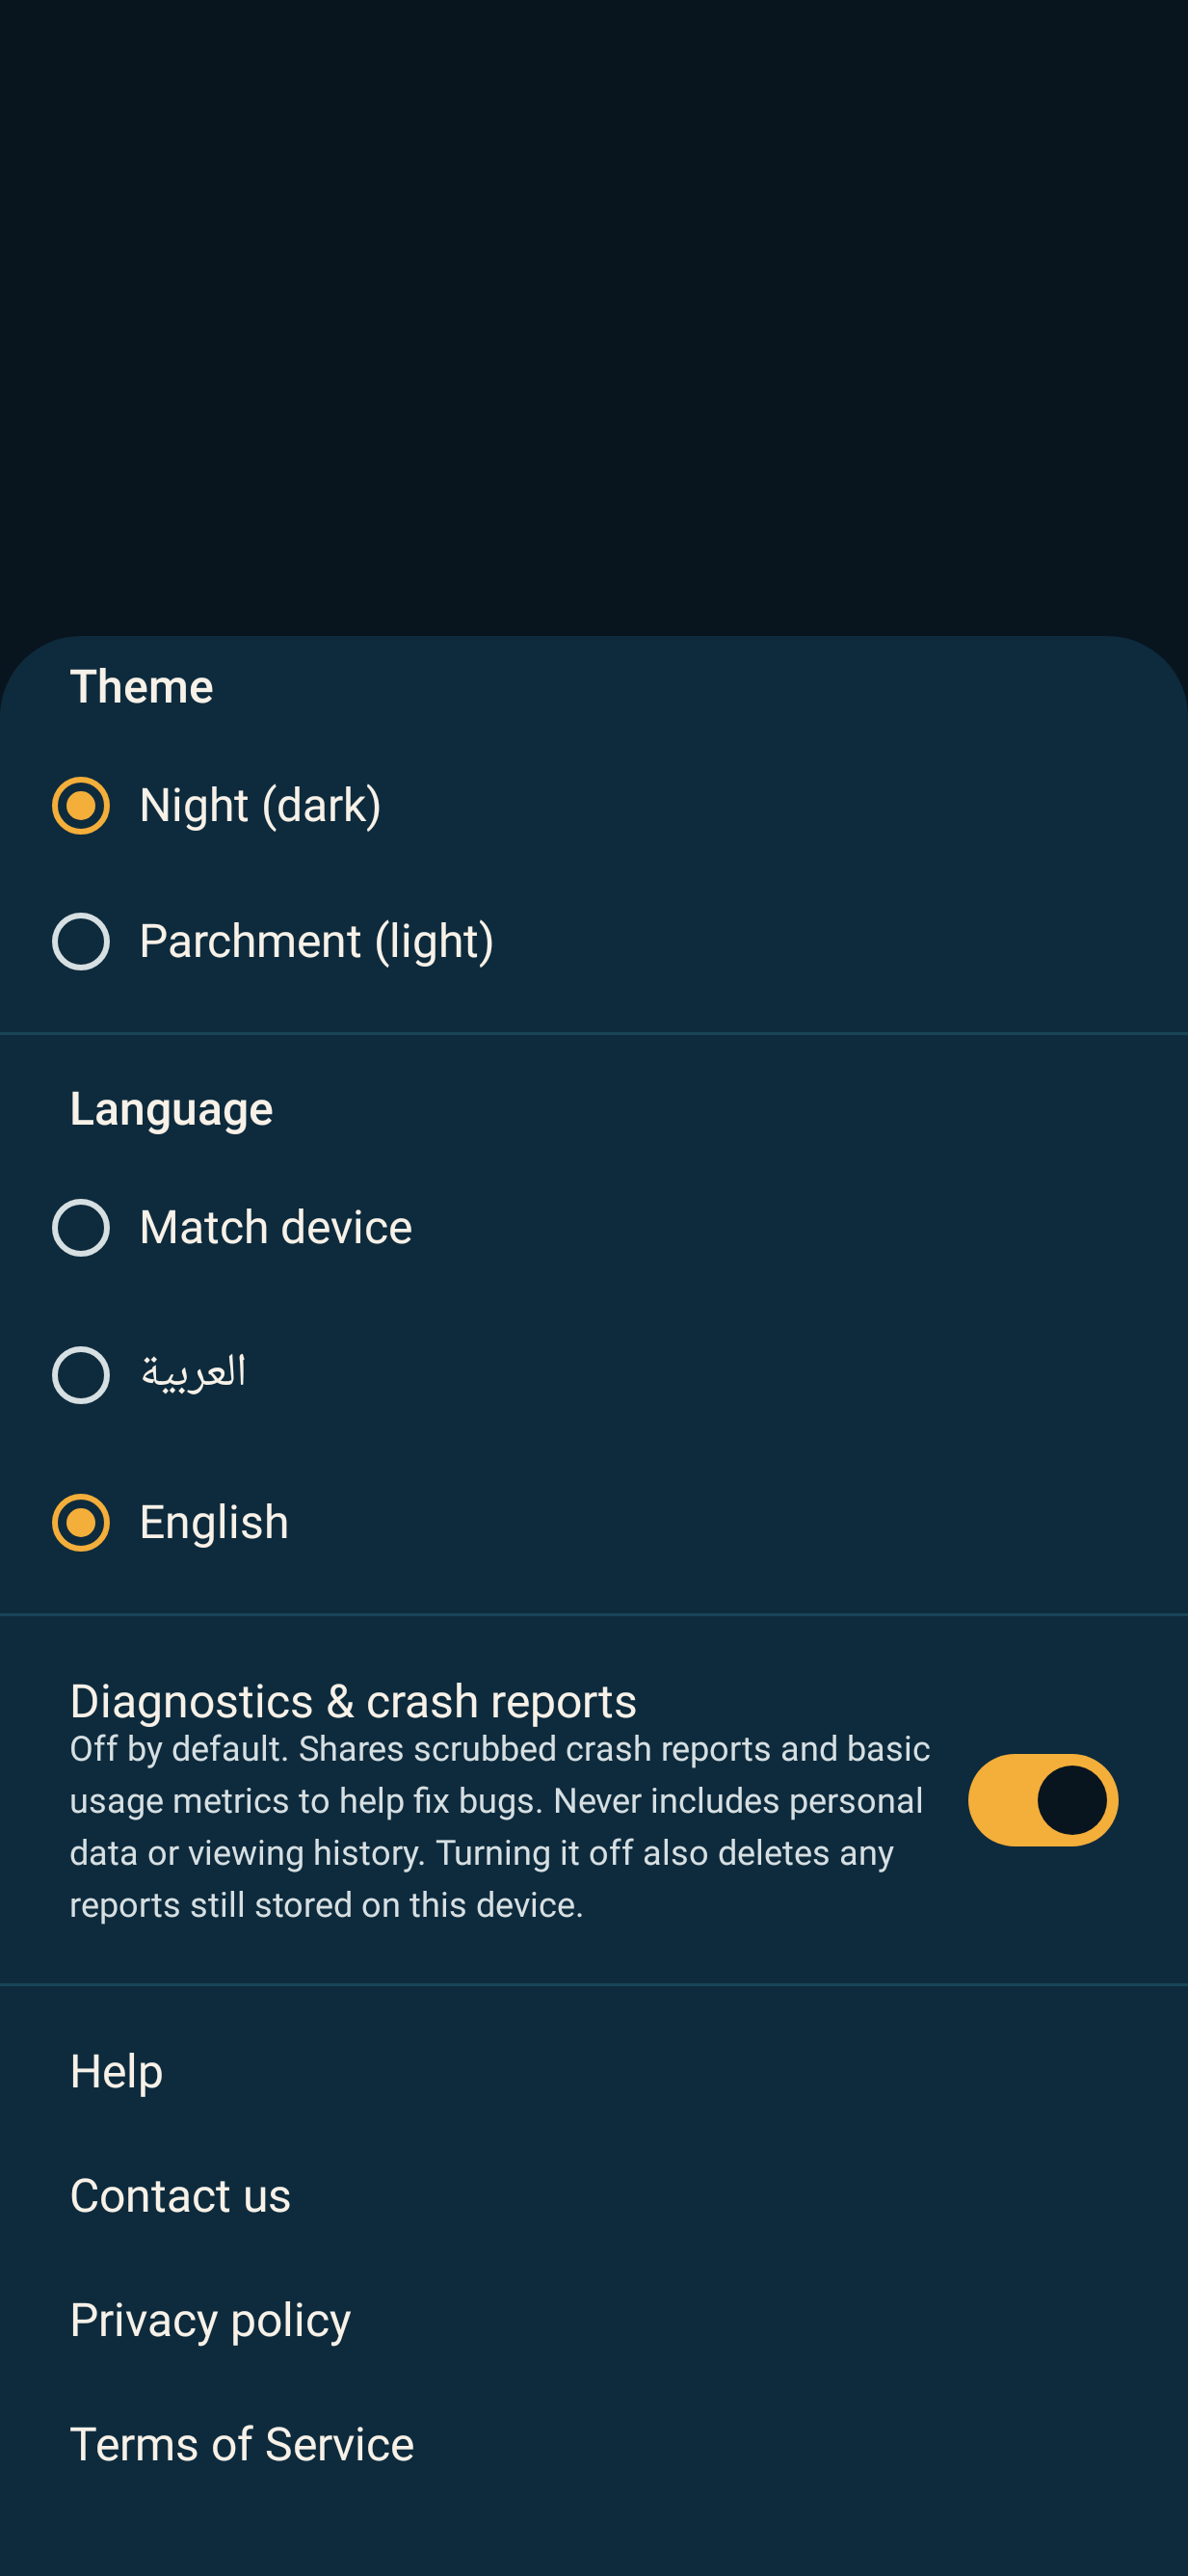 Theme
Night (dark)
Parchment (light)
Language
Match device
العربية
English
Diagnostics & crash reports
Off by default. Shares scrubbed crash reports and basic
usage metrics to help fix bugs. Never includes personal
data or viewing history. Turning it off also deletes any
reports still stored on this device.
Help
Contact us
Privacy policy
Terms of Service